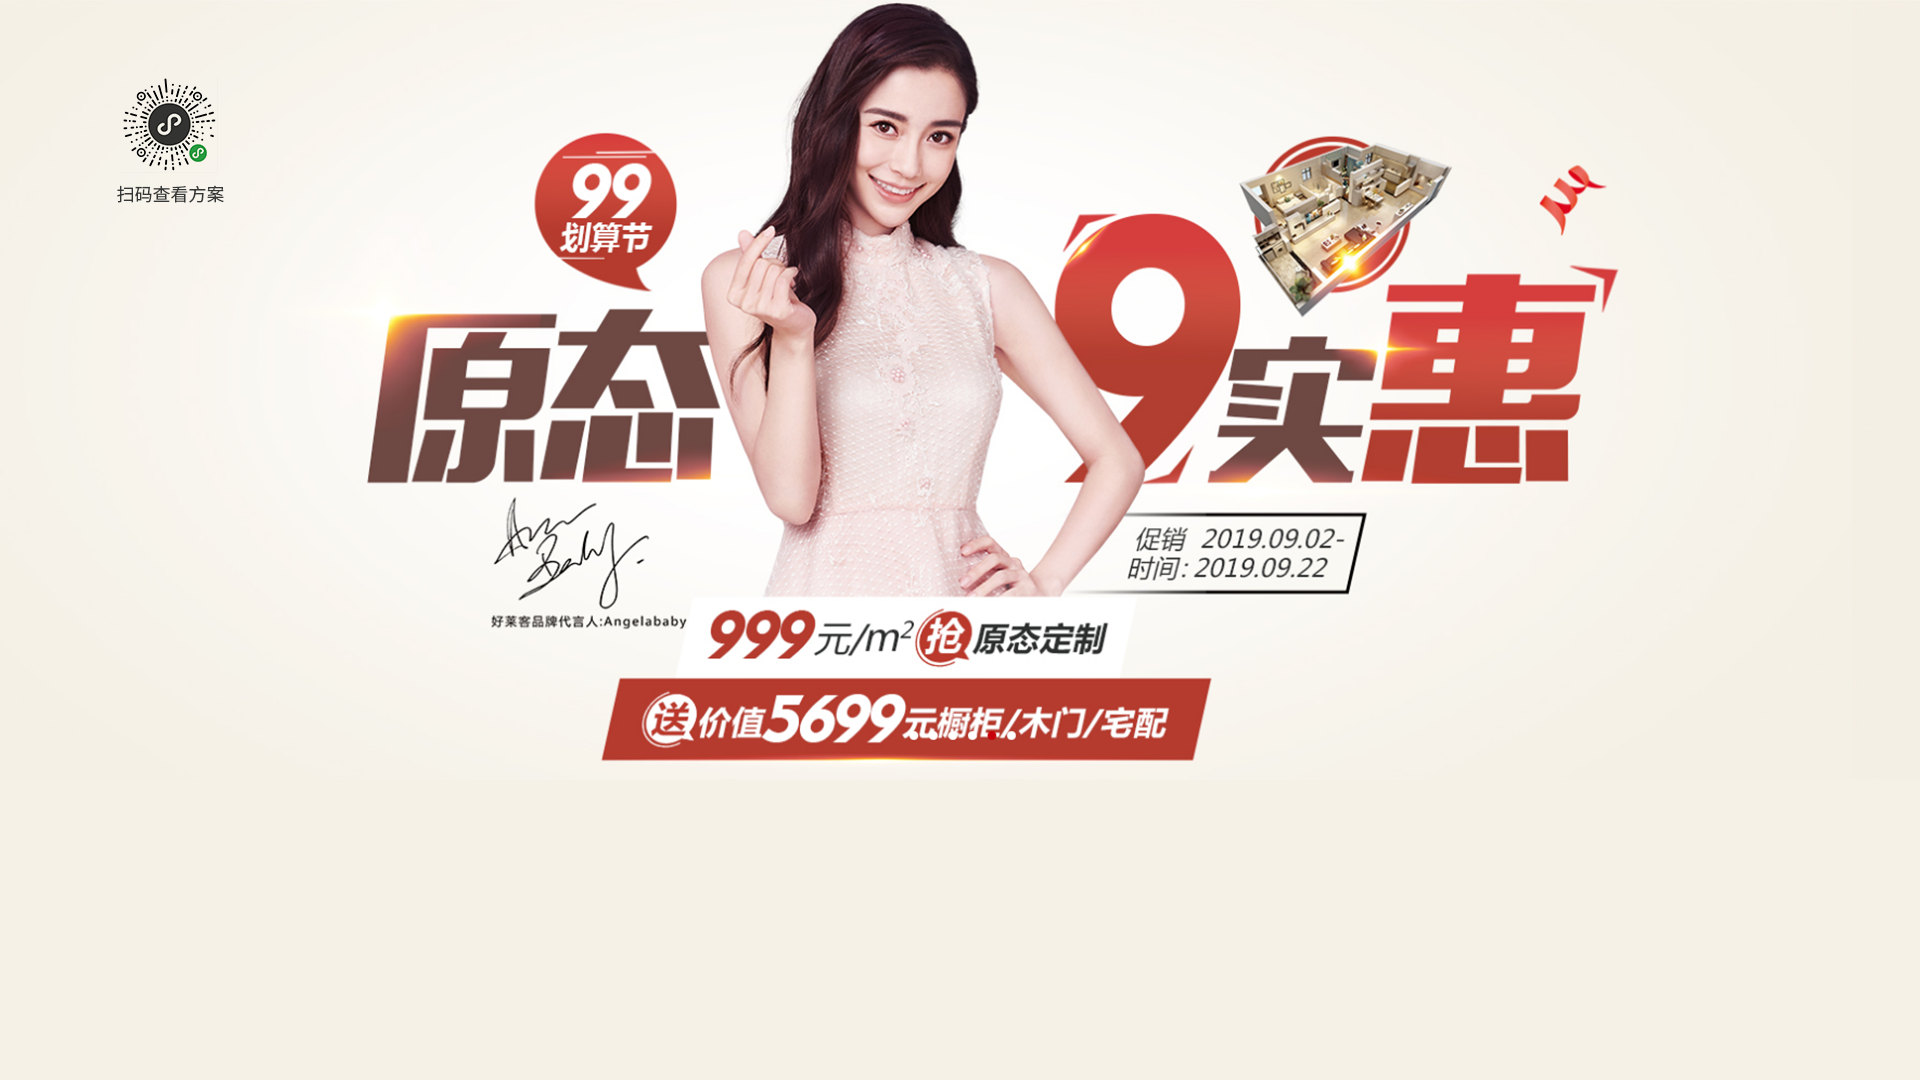 扫码查看方案
99
划算节
原态9实惠
Angelababy
好莱客品牌代言人:Angelababy
促销 2019.09.02-
时间:2019.09.22
999元/m²抢原态定制
送价值5699元橱柜/木门/宅配